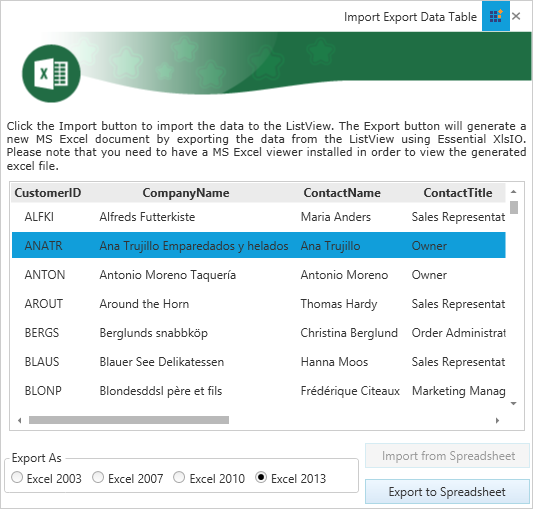 Import Export Data Table
Click the Import button to import the data to the ListView. The Export button will generate a
new MS Excel document by exporting the data from the ListView using Essential XlsIO.
Please note that you need to have a MS Excel viewer installed in order to view the generated
excel file.
CustomerID CompanyName ContactName ContactTitle
ALFKI Alfreds Futterkiste Maria Anders Sales Representat
ANATR Ana Trujillo Emparedados y helados Ana Trujillo Owner
ANTON Antonio Moreno Taquería Antonio Moreno Owner
AROUT Around the Horn Thomas Hardy Sales Representat
BERGS Berglunds snabbköp Christina Berglund Order Administrat
BLAUS Blauer See Delikatessen Hanna Moos Sales Representat
BLONP Blondesddsl père et fils Frédérique Citeaux Marketing Manag
Export As
Excel 2003 Excel 2007 Excel 2010 Excel 2013
Import from Spreadsheet
Export to Spreadsheet